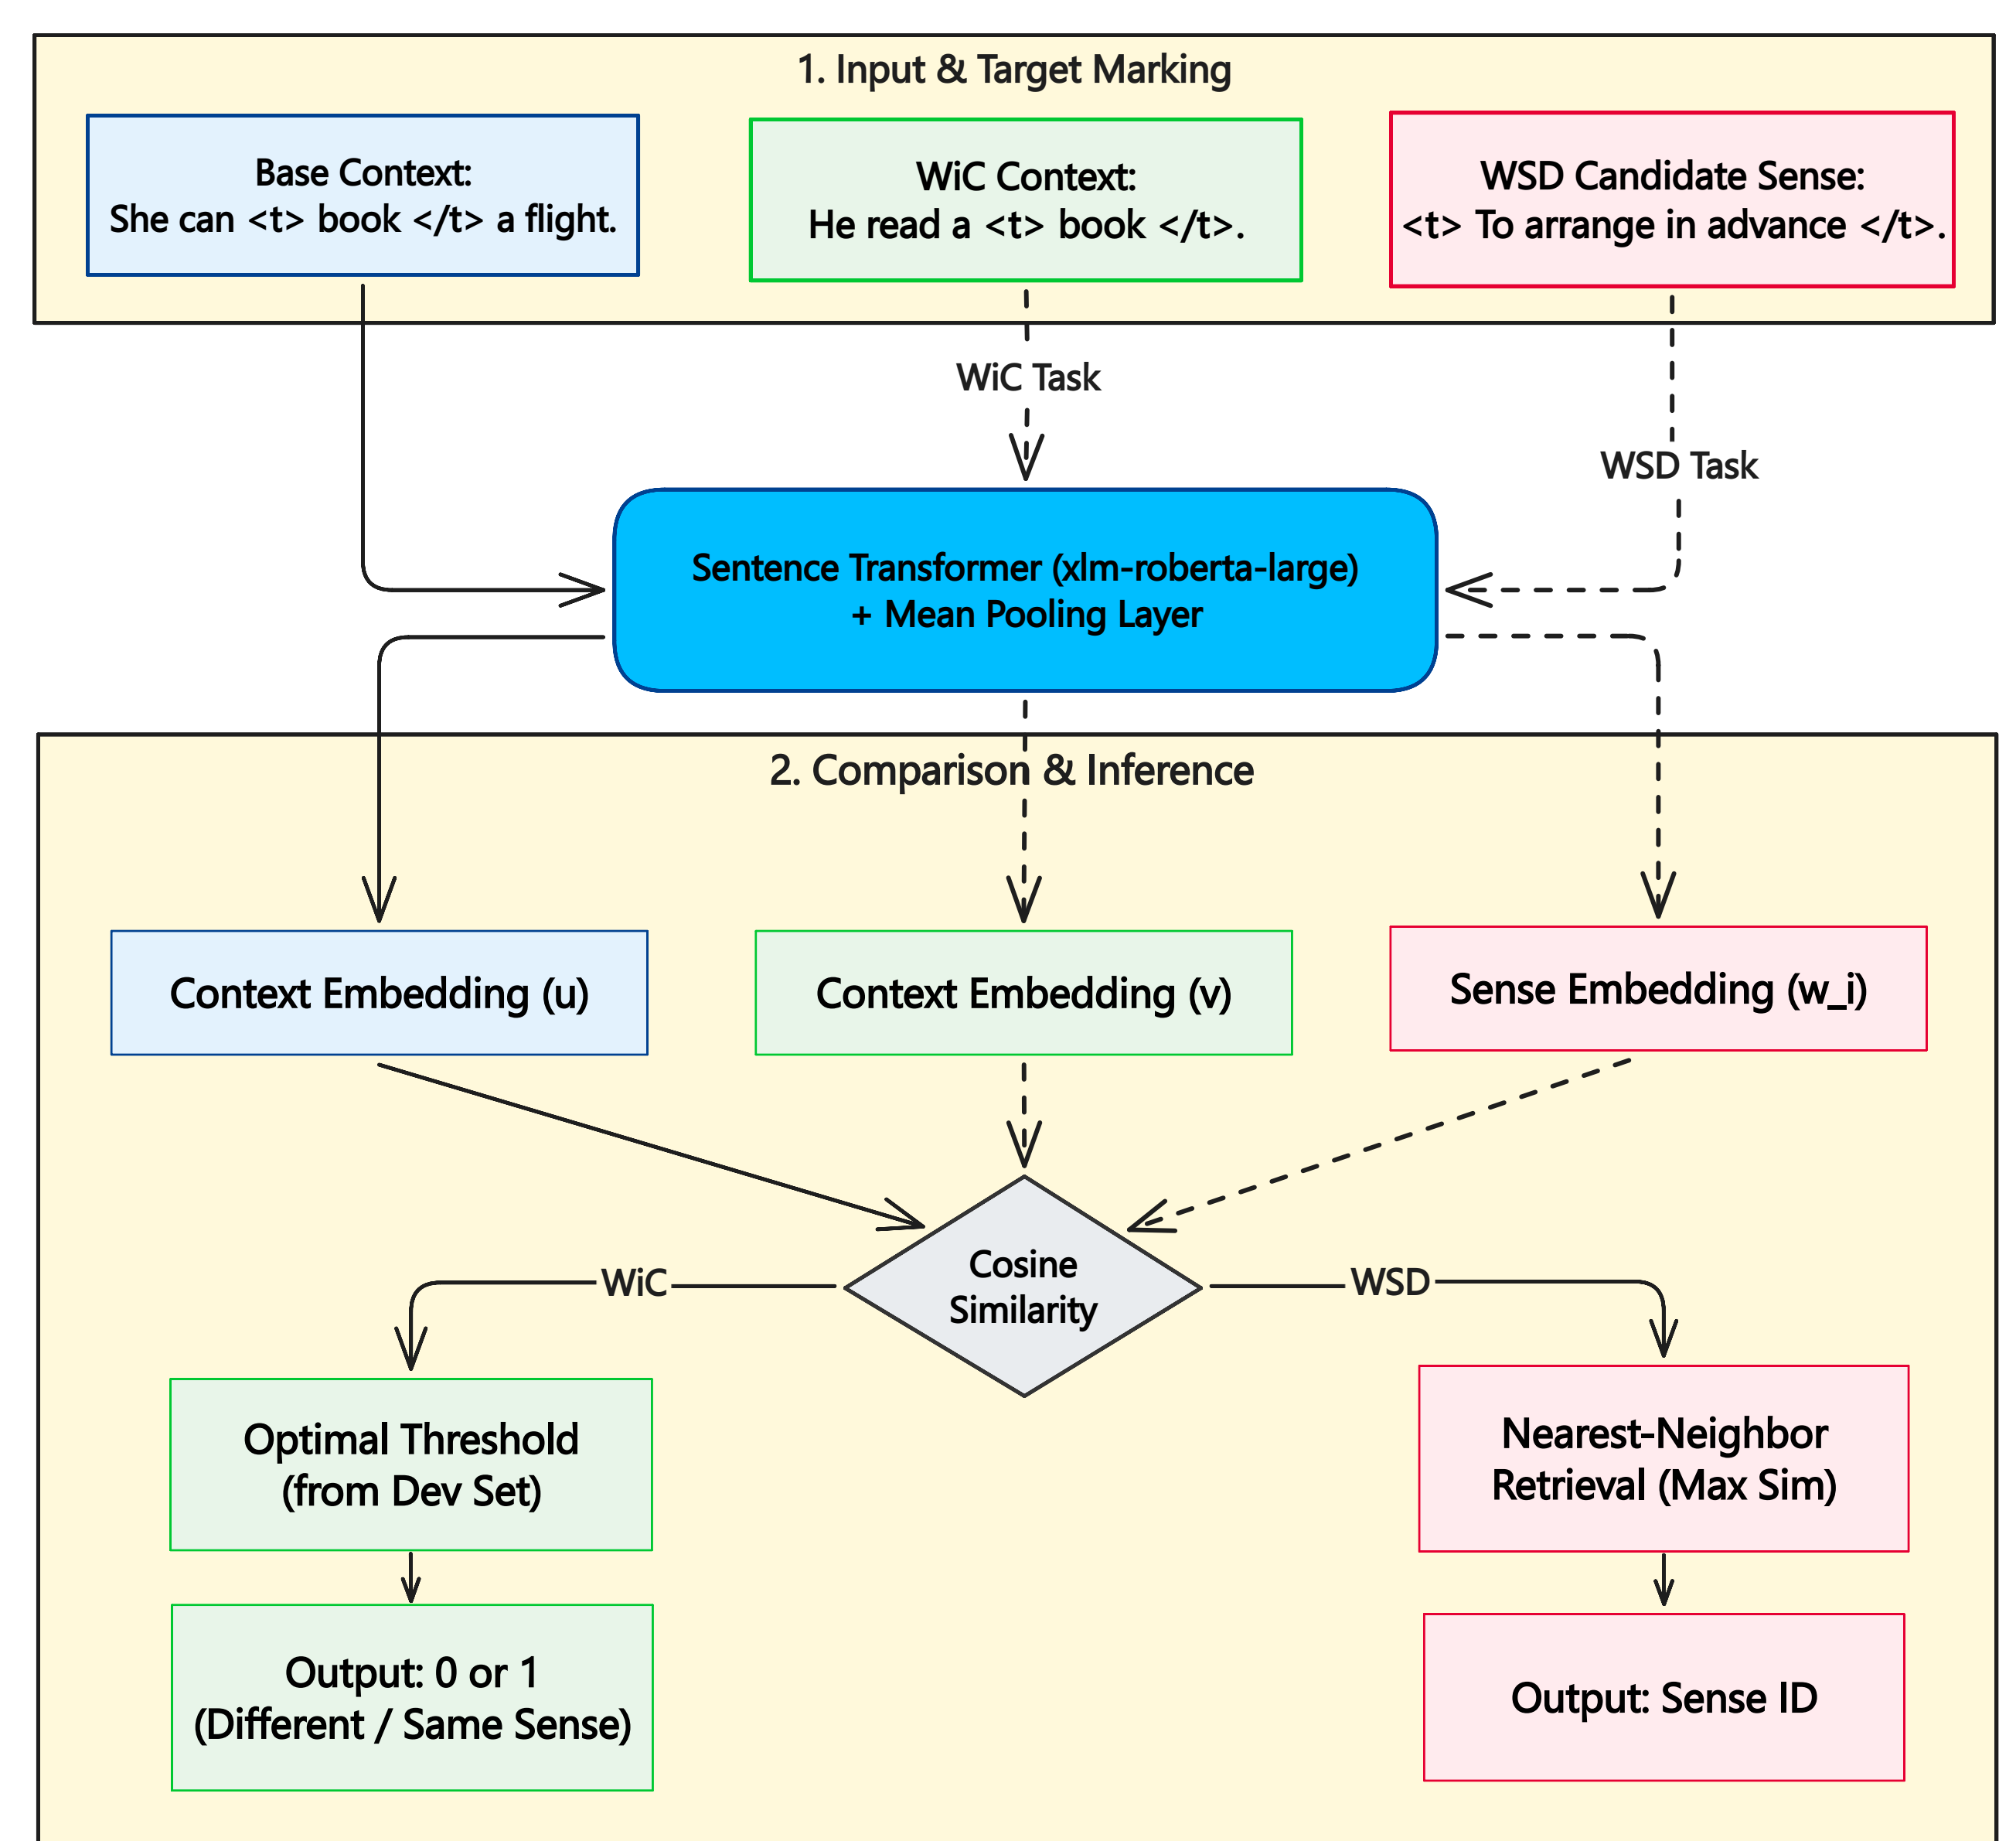 1. Input & Target Marking
Base Context:
She can <t> book </t> a flight.
WiC Context:
He read a <t> book </t>.
WSD Candidate Sense:
<t> To arrange in advance </t>.
WiC Task
WSD Task
Sentence Transformer (xlm-roberta-large)
+ Mean Pooling Layer
2. Comparison & Inference
Context Embedding (u)
Context Embedding (v)
Sense Embedding (w_i)
Cosine
Similarity
WiC
WSD
Optimal Threshold
(from Dev Set)
Nearest-Neighbor
Retrieval (Max Sim)
Output: 0 or 1
(Different / Same Sense)
Output: Sense ID